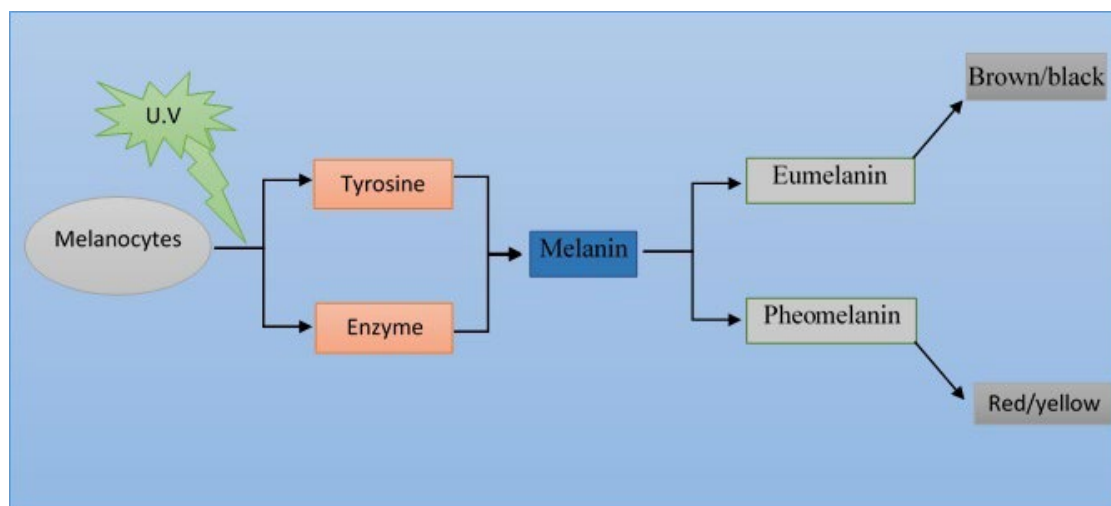 U.V
Melanocytes
Tyrosine
Enzyme
Melanin
Eumelanin
Pheomelanin
Brown/black
Red/yellow